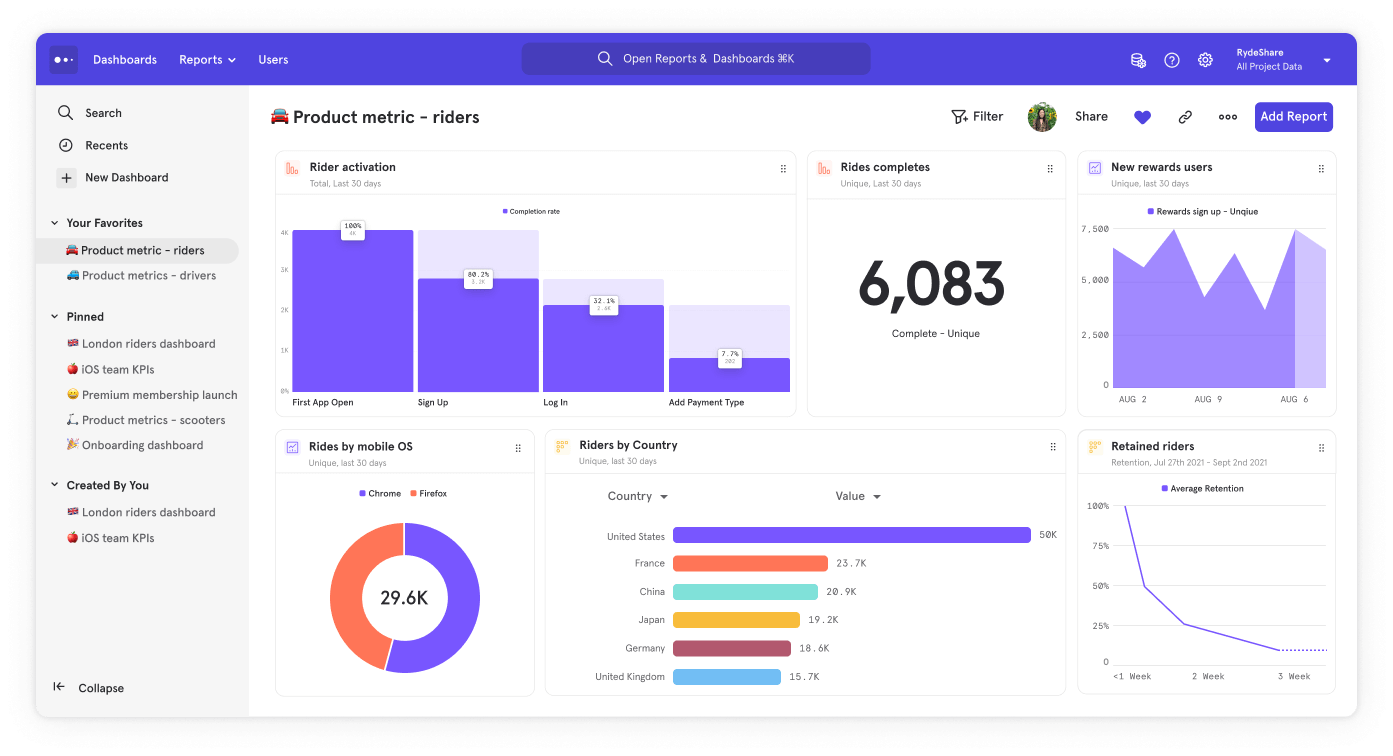 Dashboards Reports Users
Open Reports & Dashboards ⌘K
RydeShare
All Project Data
Search
Recents
New Dashboard
Your Favorites
Product metric - riders
Product metrics - drivers
Pinned
London riders dashboard
iOS team KPIs
Premium membership launch
Product metrics - scooters
Onboarding dashboard
Created By You
London riders dashboard
iOS team KPIs
Collapse
Product metric - riders
Filter
Share
Add Report
Rider activation
Total, Last 30 days
Completion rate
4K
3K
2K
1K
0%
100%
4K
80.2%
3.2K
32.1%
2.6K
7.7%
202
First App Open Sign Up Log In Add Payment Type
Rides completes
Unique, Last 30 days
6,083
Complete - Unique
New rewards users
Unique, last 30 days
Rewards sign up - Unqiue
7,500
5,000
2,500
0
AUG 2 AUG 9 AUG 6
Rides by mobile OS
Unique, last 30 days
Chrome Firefox
29.6K
Riders by Country
Unique, last 30 days
Country Value
United States 50K
France 23.7K
China 20.9K
Japan 19.2K
Germany 18.6K
United Kingdom 15.7K
Retained riders
Retention, Jul 27th 2021 - Sept 2nd 2021
Average Retention
100%
75%
50%
25%
0
<1 Week 2 Week 3 Week